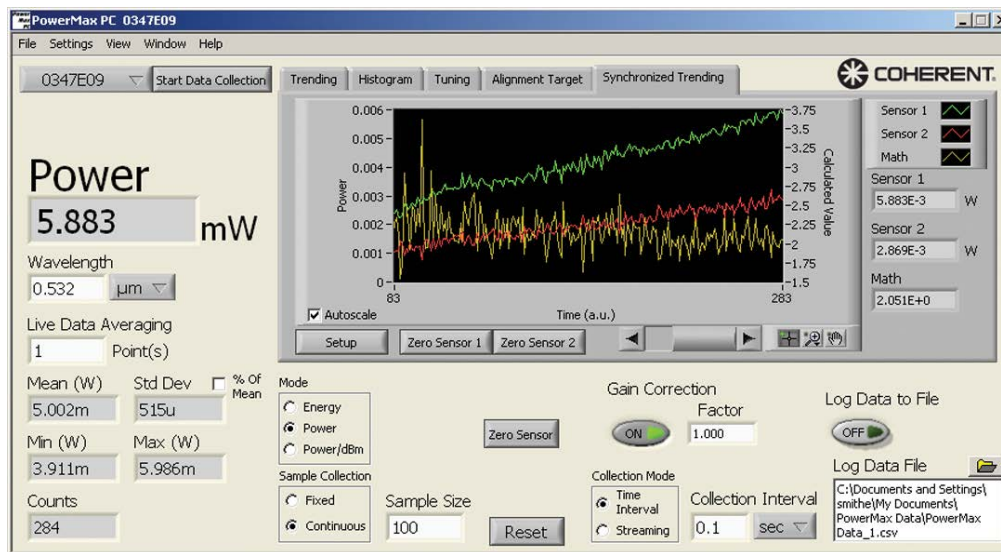 PowerMax PC 0347E09
File Settings View Window Help
0347E09 Start Data Collection
Trending Histogram Tuning Alignment Target Synchronized Trending
COHERENT.
Power
5.883 mW
Wavelength
0.532 µm
Live Data Averaging
1 Point(s)
Mean (W) Std Dev % Of Mean
5.002m 515u
Min (W) Max (W)
3.911m 5.986m
Counts
284
0.006
0.005
0.004
0.003
0.002
0.001
0
Power
3.75
3.5
3.25
3
2.75
2.5
2.25
2
1.75
1.5
Calculated Value
83 283
Time (a.u.)
Autoscale
Setup Zero Sensor 1 Zero Sensor 2
Sensor 1
Sensor 2
Math
Sensor 1
5.883E-3 W
Sensor 2
2.869E-3 W
Math
2.051E+0
Mode
Energy
Power
Power/dBm
Sample Collection
Fixed
Continuous
Sample Size
100
Zero Sensor
Reset
Gain Correction
ON
Factor
1.000
Collection Mode
Time Interval
Streaming
Collection Interval
0.1 sec
Log Data to File
OFF
Log Data File
C:\Documents and Settings\
smithe\My Documents\
PowerMax Data\PowerMax
Data_1.csv